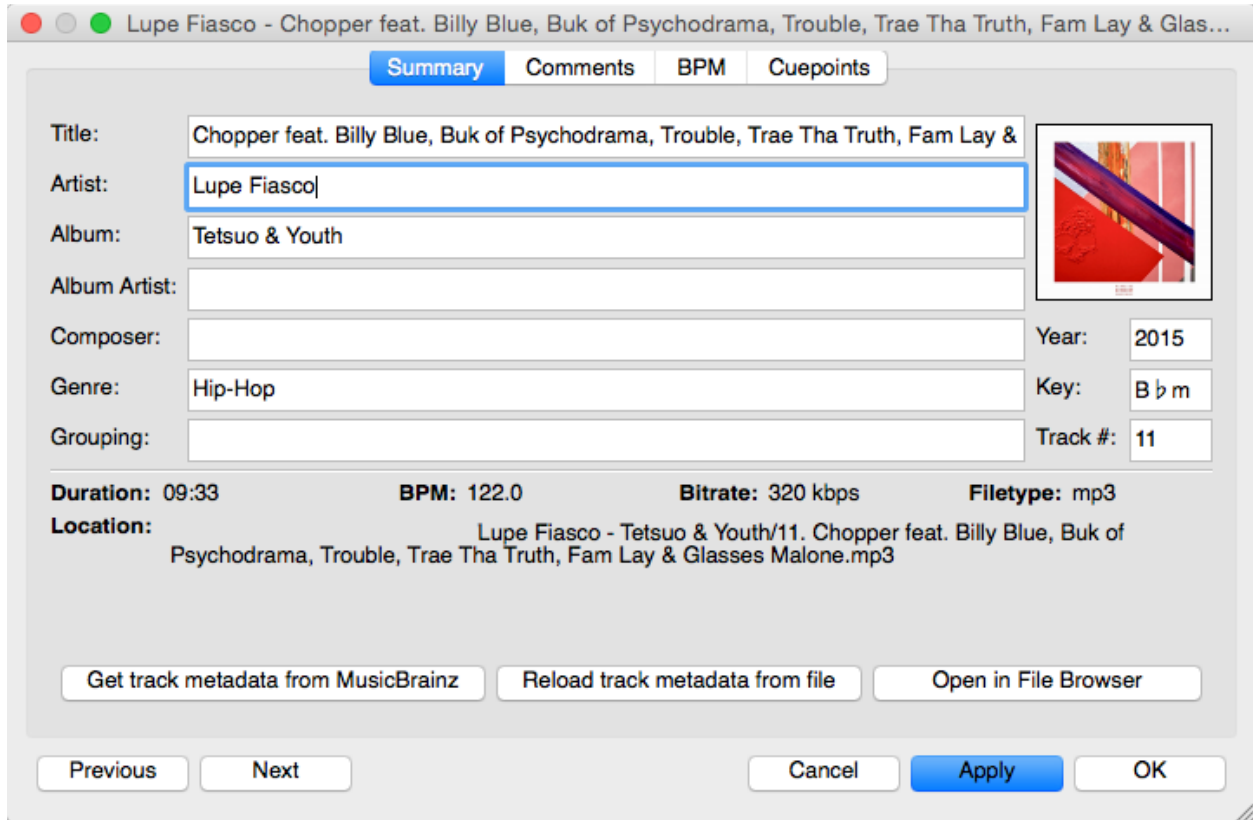 Lupe Fiasco - Chopper feat. Billy Blue, Buk of Psychodrama, Trouble, Trae Tha Truth, Fam Lay & Glas...
Summary Comments BPM Cuepoints
Title: Chopper feat. Billy Blue, Buk of Psychodrama, Trouble, Trae Tha Truth, Fam Lay &
Artist: Lupe Fiasco
Album: Tetsuo & Youth
Album Artist:
Composer:
Year: 2015
Genre: Hip-Hop
Key: B♭m
Grouping:
Track #: 11
Duration: 09:33 BPM: 122.0 Bitrate: 320 kbps Filetype: mp3
Location: Lupe Fiasco - Tetsuo & Youth/11. Chopper feat. Billy Blue, Buk of
Psychodrama, Trouble, Trae Tha Truth, Fam Lay & Glasses Malone.mp3
Get track metadata from MusicBrainz Reload track metadata from file Open in File Browser
Previous Next Cancel Apply OK